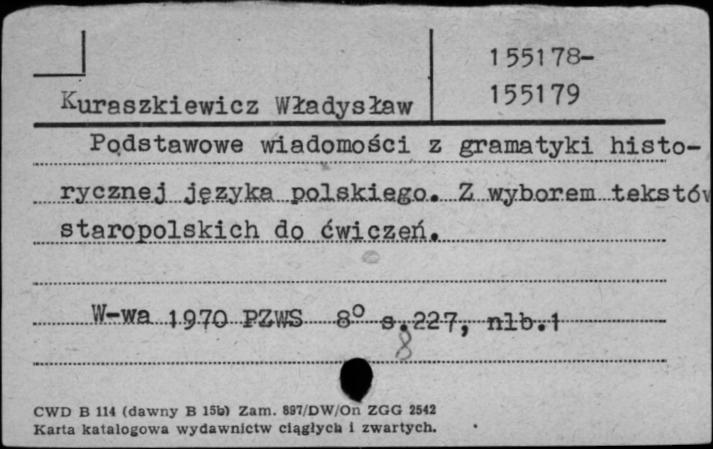 155178-
155179
Kuraszkiewicz Władysław
Podstawowe wiadomości z gramatyki histo-
rycznej języka polskiego. Z wyborem tekstów
staropolskich do ćwiczeń.
W-wa 1970 PZWS 8° s.227, nlb.1
8
CWD B 114 (dawny B 15b) Zam. 897/DW/On ZGG 2542
Karta katalogowa wydawnictw ciągłych i zwartych.